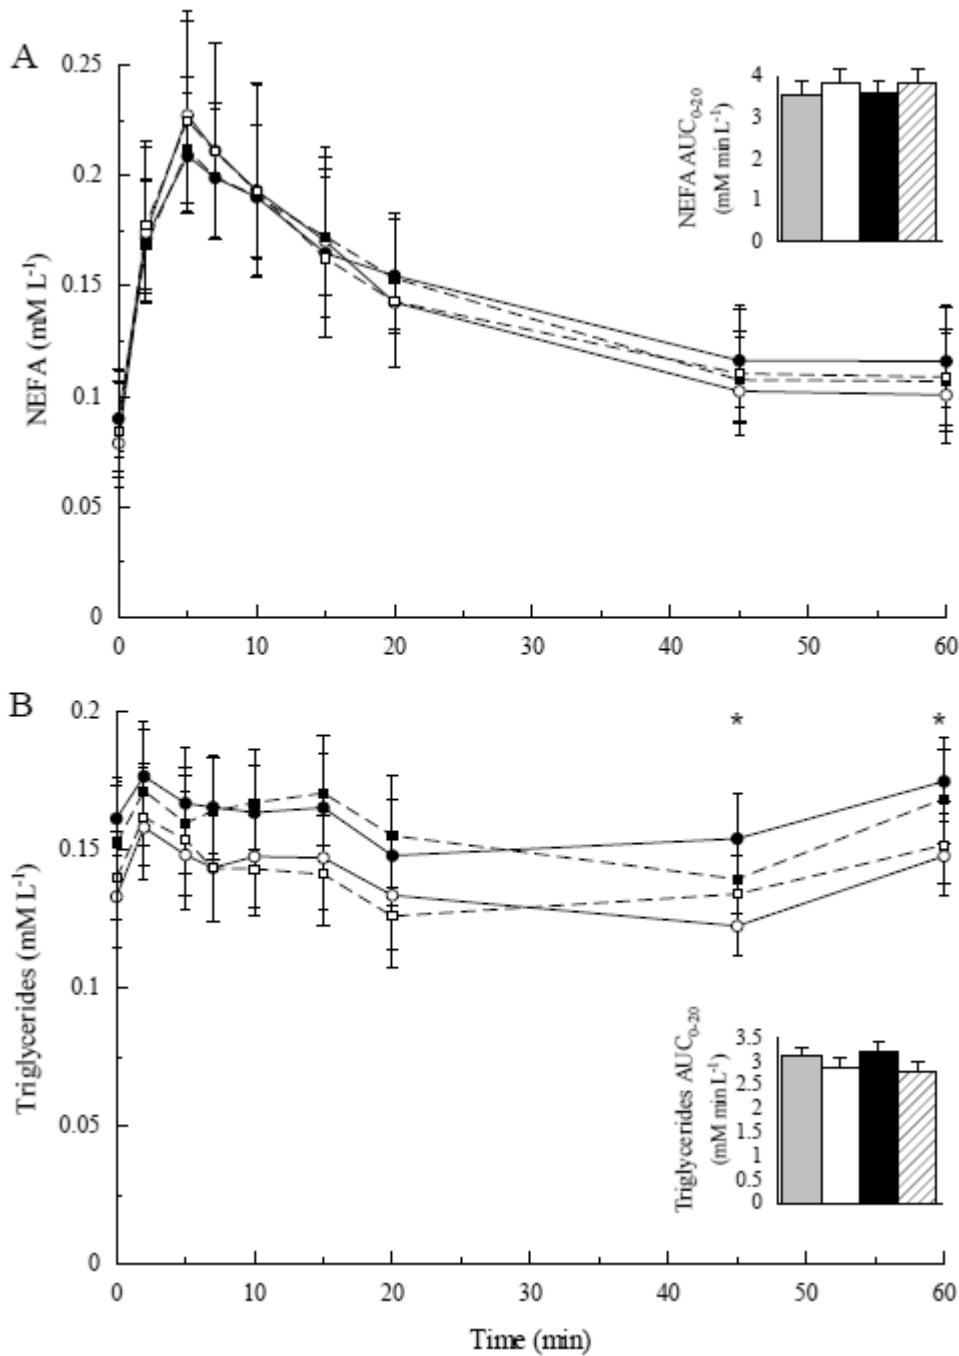 A
NEFA (mM L⁻¹)
0.25
0.2
0.15
0.1
0.05
0
0 10 20 30 40 50 60
NEFA AUC₀₋₂₀
(mM min L⁻¹)
4
3
2
1
0
B
Triglycerides (mM L⁻¹)
0.2
0.15
0.1
0.05
0
* *
Triglycerides AUC₀₋₂₀
(mM min L⁻¹)
3.5
3
2.5
2
1.5
1
0.5
0
0 10 20 30 40 50 60
Time (min)